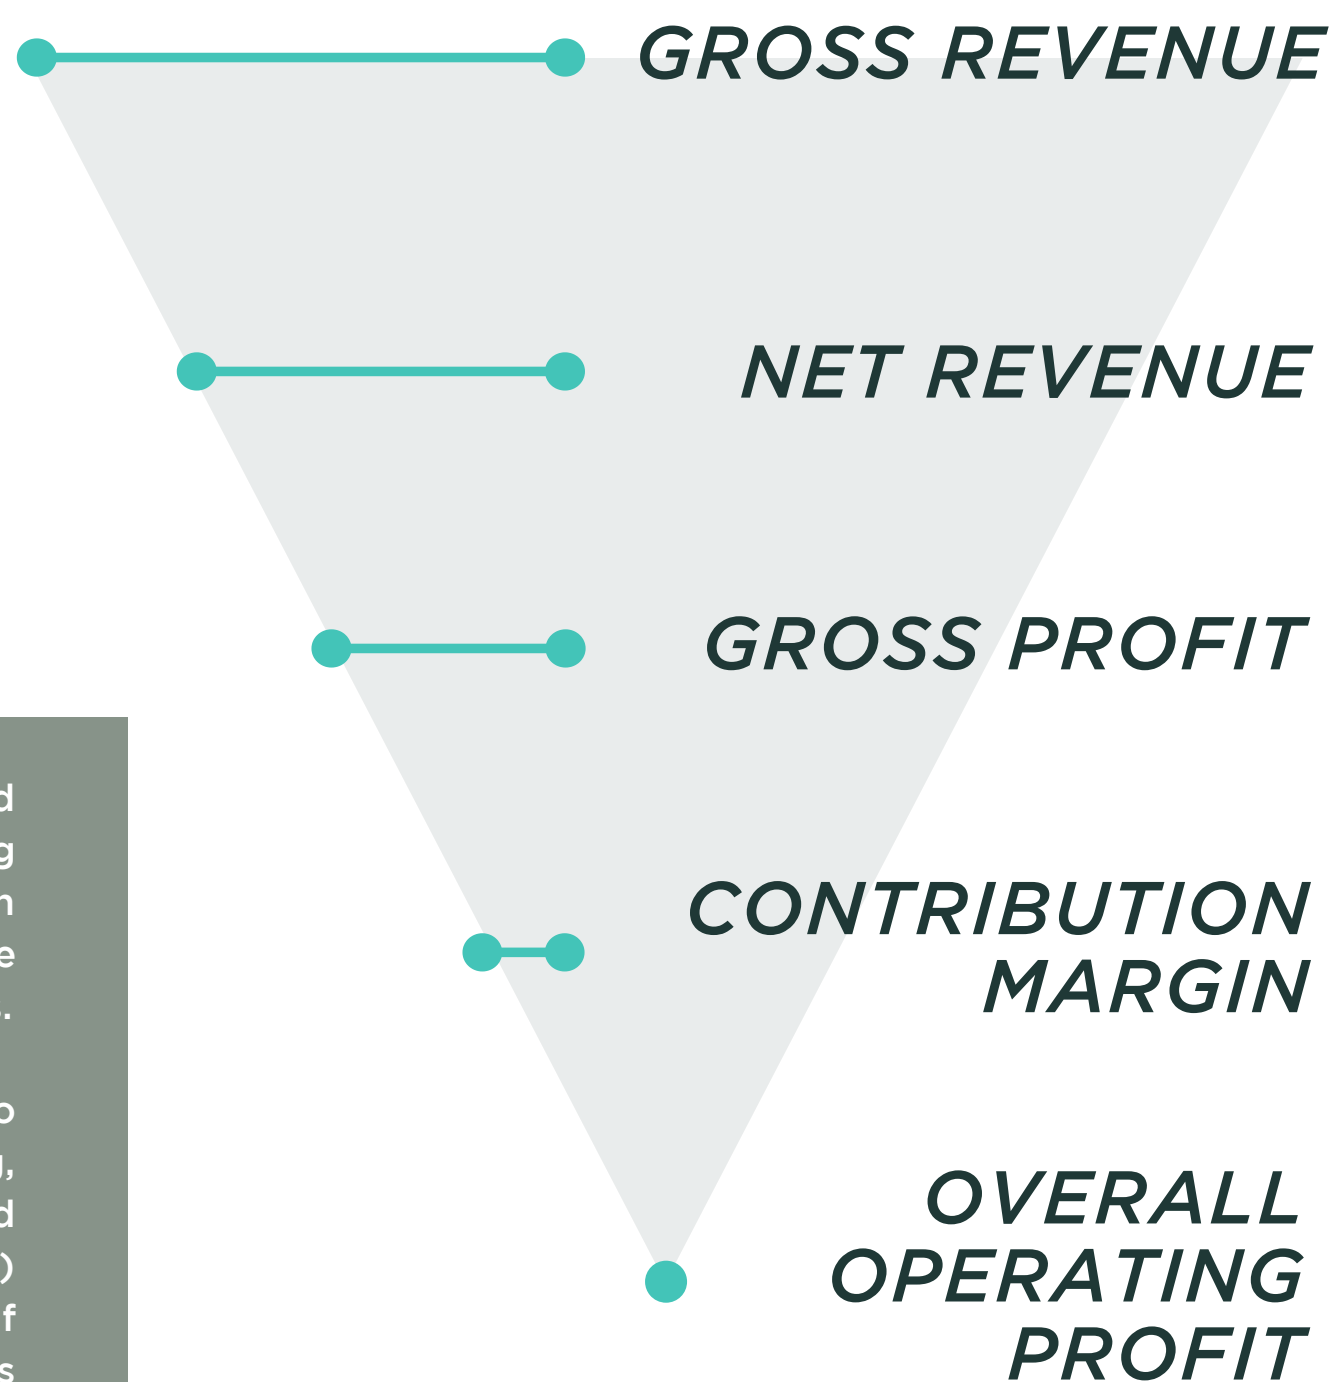 GROSS REVENUE
NET REVENUE
GROSS PROFIT
CONTRIBUTION
MARGIN
OVERALL
OPERATING
PROFIT